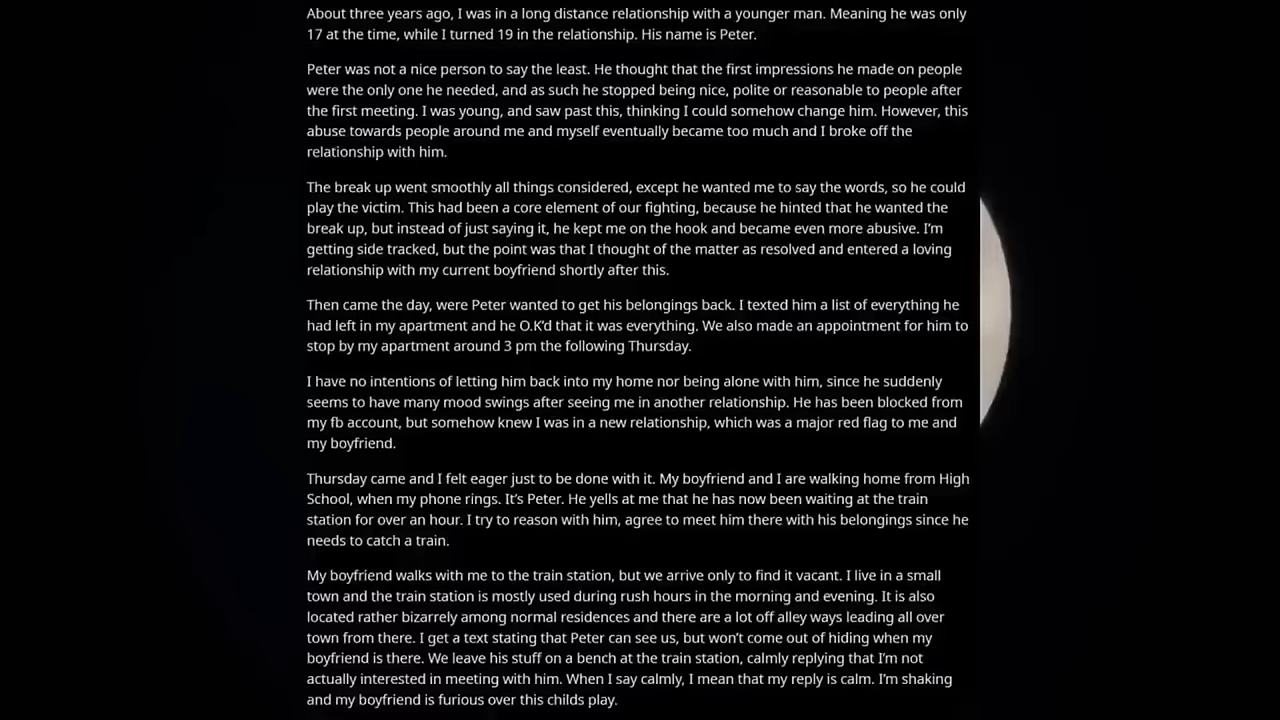 About three years ago, I was in a long distance relationship with a younger man. Meaning he was only
17 at the time, while I turned 19 in the relationship. His name is Peter.
Peter was not a nice person to say the least. He thought that the first impressions he made on people
were the only one he needed, and as such he stopped being nice, polite or reasonable to people after
the first meeting. I was young, and saw past this, thinking I could somehow change him. However, this
abuse towards people around me and myself eventually became too much and I broke off the
relationship with him.
The break up went smoothly all things considered, except he wanted me to say the words, so he could
play the victim. This had been a core element of our fighting, because he hinted that he wanted the
break up, but instead of just saying it, he kept me on the hook and became even more abusive. I'm
getting side tracked, but the point was that I thought of the matter as resolved and entered a loving
relationship with my current boyfriend shortly after this.
Then came the day, were Peter wanted to get his belongings back. I texted him a list of everything he
had left in my apartment and he O.K'd that it was everything. We also made an appointment for him to
stop by my apartment around 3 pm the following Thursday.
I have no intentions of letting him back into my home nor being alone with him, since he suddenly
seems to have many mood swings after seeing me in another relationship. He has been blocked from
my fb account, but somehow knew I was in a new relationship, which was a major red flag to me and
my boyfriend.
Thursday came and I felt eager just to be done with it. My boyfriend and I are walking home from High
School, when my phone rings. It's Peter. He yells at me that he has now been waiting at the train
station for over an hour. I try to reason with him, agree to meet him there with his belongings since he
needs to catch a train.
My boyfriend walks with me to the train station, but we arrive only to find it vacant. I live in a small
town and the train station is mostly used during rush hours in the morning and evening. It is also
located rather bizarrely among normal residences and there are a lot off alley ways leading all over
town from there. I get a text stating that Peter can see us, but won't come out of hiding when my
boyfriend is there. We leave his stuff on a bench at the train station, calmly replying that I'm not
actually interested in meeting with him. When I say calmly, I mean that my reply is calm. I'm shaking
and my boyfriend is furious over this childs play.